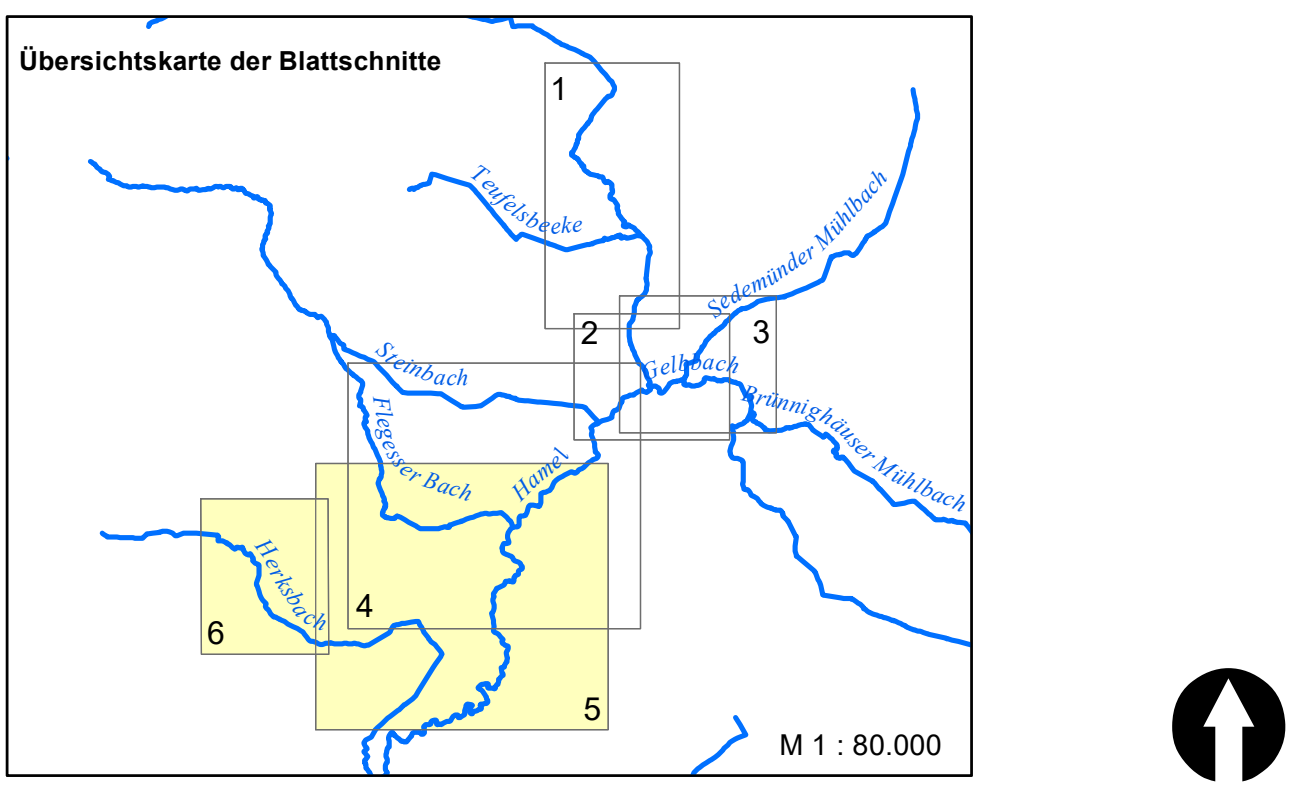 Übersichtskarte der Blattschnitte
1
Teufelsbeeke
Sedemünder Mühlbach
2
3
Gelbbach
Steinbach
Brünnighäuser Mühlbach
Flegesser Bach
Hamel
Herksbach
4
6
5
M 1 : 80.000